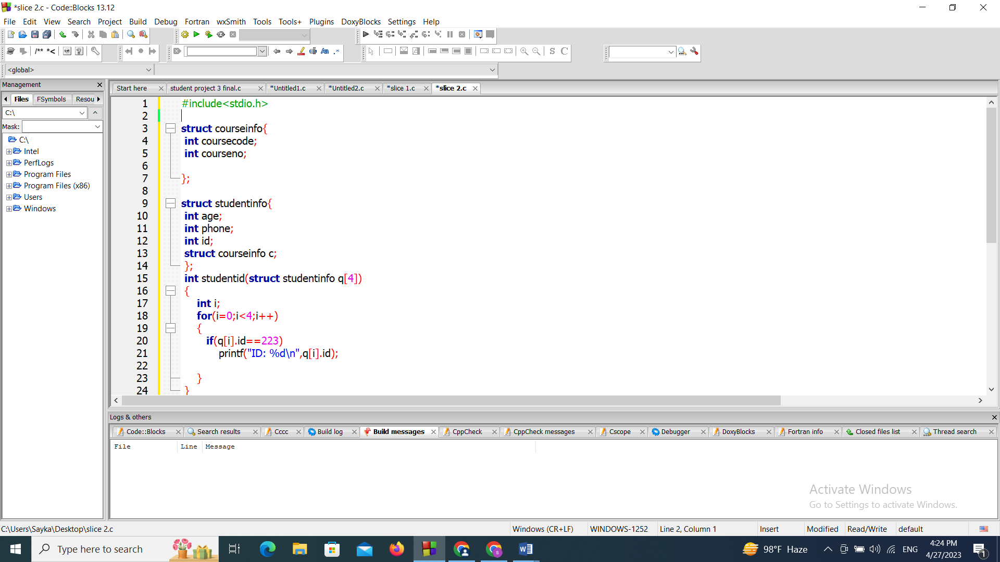 *slice 2.c - Code::Blocks 13.12
File Edit View Search Project Build Debug Fortran wxSmith Tools Tools+ Plugins DoxyBlocks Settings Help
/** *<
S C
<global>
Management
Start here student project 3 final.c *Untitled1.c *Untitled2.c *slice 1.c *slice 2.c
Files FSymbols Resou
C:\
Mask:
C:\
Intel
PerfLogs
Program Files
Program Files (x86)
Users
Windows
1 #include<stdio.h>
2
3 struct courseinfo{
4 int coursecode;
5 int courseno;
6
7 };
8
9 struct studentinfo{
10 int age;
11 int phone;
12 int id;
13 struct courseinfo c;
14 };
15 int studentid(struct studentinfo q[4])
16 {
17 int i;
18 for(i=0;i<4;i++)
19 {
20 if(q[i].id==223)
21 printf("ID: %d\n",q[i].id);
22
23 }
24 }
Logs & others
Code::Blocks Search results Cccc Build log Build messages CppCheck CppCheck messages Cscope Debugger DoxyBlocks Fortran info Closed files list Thread search
File Line Message
Activate Windows
Go to Settings to activate Windows.
C:\Users\Sayka\Desktop\slice 2.c Windows (CR+LF) WINDOWS-1252 Line 2, Column 1 Insert Modified Read/Write default
Type here to search 98°F Haze ENG 4:24 PM
4/27/2023
1